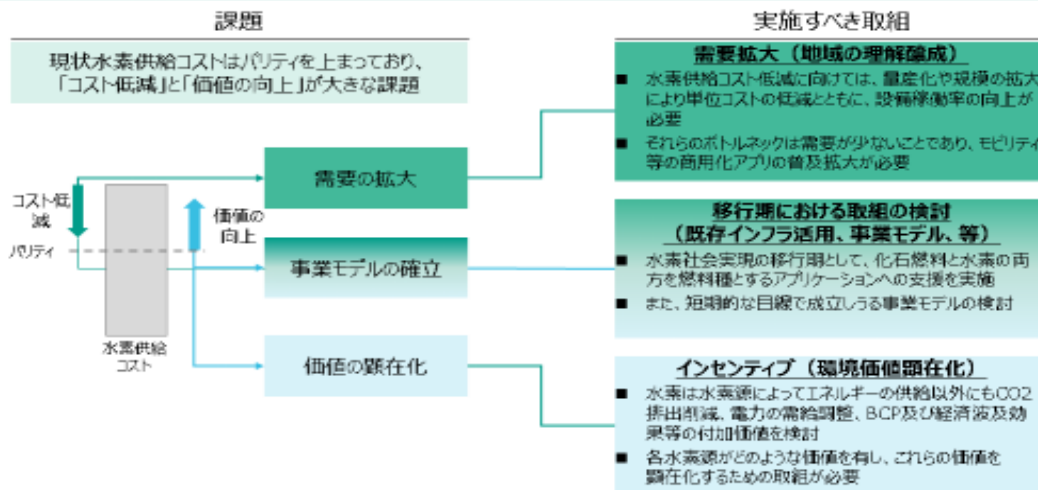 課題
現状水素供給コストはパリティを上まっており、
「コスト低減」と「価値の向上」が大きな課題
コスト低
減
パリティ
価値の
向上
水素供給
コスト
需要の拡大
事業モデルの確立
価値の顕在化
実施すべき取組
需要拡大（地域の理解醸成）
■ 水素供給コスト低減に向けては、量産化や規模の拡大
により単位コストの低減とともに、設備稼働率の向上が
必要
■ それらのボトルネックは需要が少ないことであり、モビリティ
等の商用化アプリの普及拡大が必要
移行期における取組の検討
（既存インフラ活用、事業モデル、等）
■ 水素社会実現の移行期として、化石燃料と水素の両
方を燃料種とするアプリケーションへの支援を実施
■ また、短期的な目線で成立しうる事業モデルの検討
インセンティブ（環境価値顕在化）
■ 水素は水素源によってエネルギーの供給以外にもCO2
排出削減、電力の需給調整、BCP及び経済波及効
果等の付加価値を検討
■ 各水素源がどのような価値を有し、これらの価値を
顕在化するための取組が必要